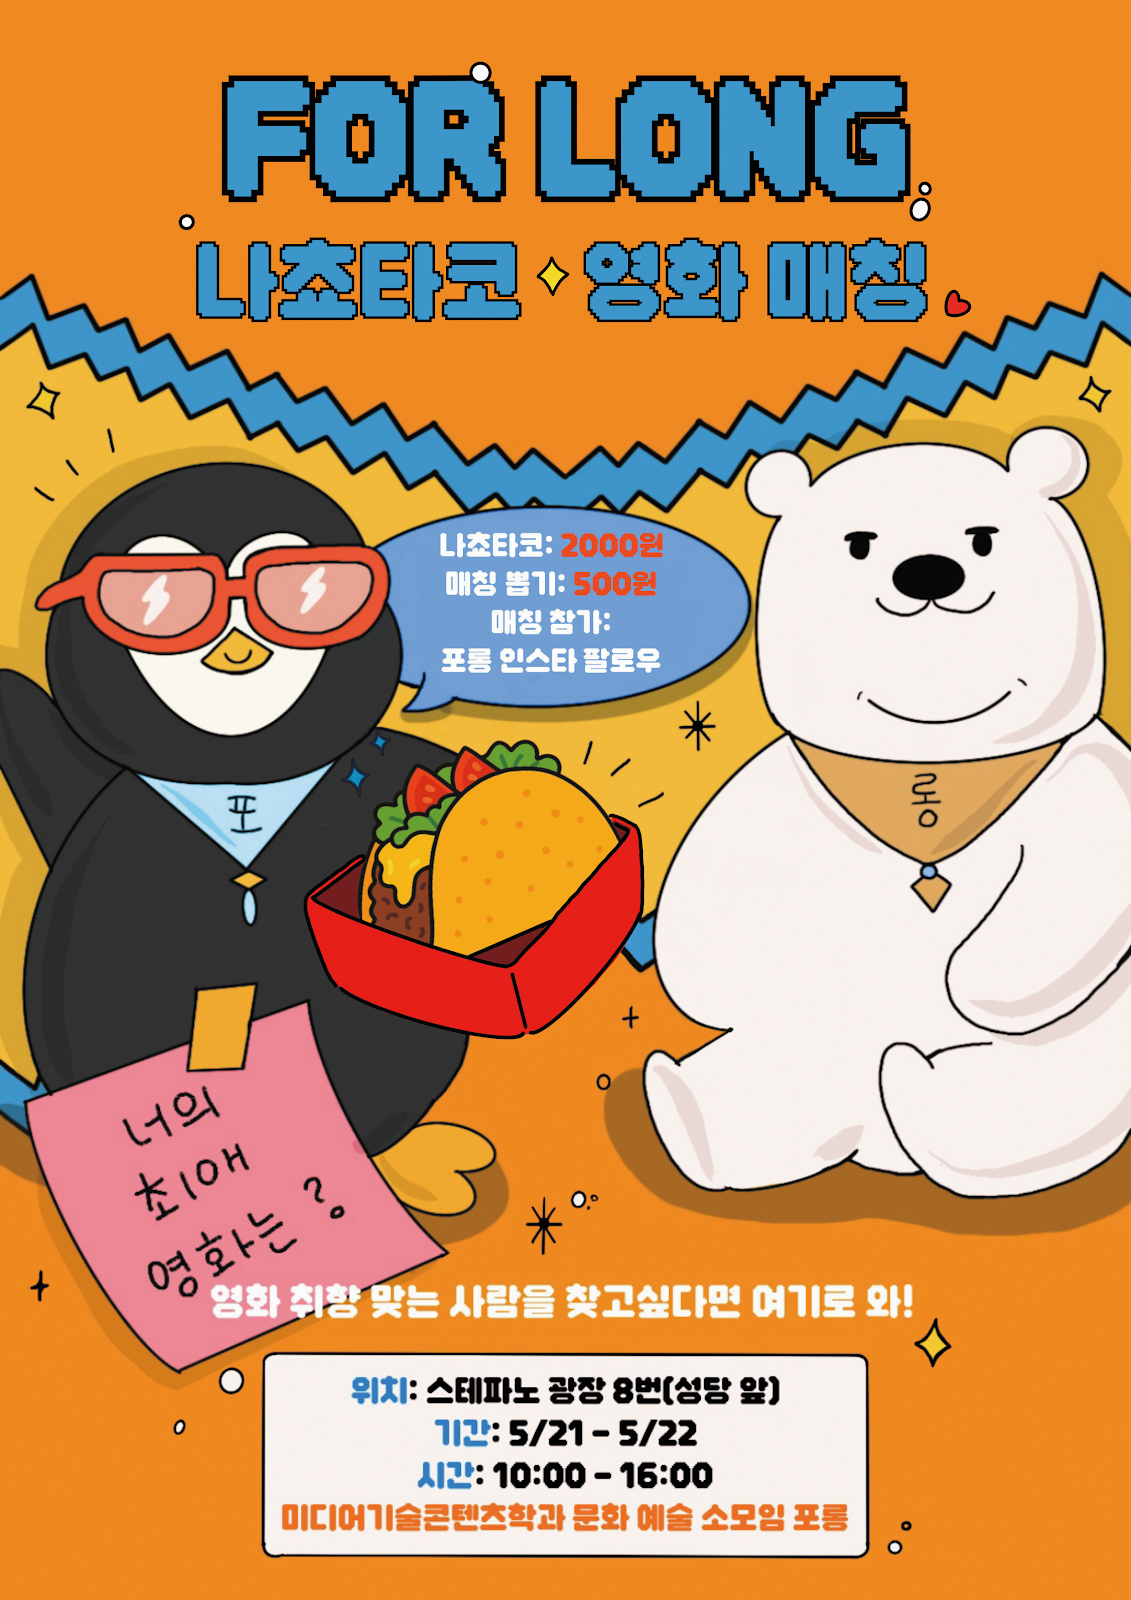 FOR LONG
나쵸타코 영화 매칭
나쵸타코: 2000원
매칭 뽑기: 500원
매칭 참가:
포롱 인스타 팔로우
포
롱
너의
최애
영화는?
영화 취향 맞는 사람을 찾고싶다면 여기로 와!
위치: 스테파노 광장 8번(성당 앞)
기간: 5/21 - 5/22
시간: 10:00 - 16:00
미디어기술콘텐츠학과 문화 예술 소모임 포롱